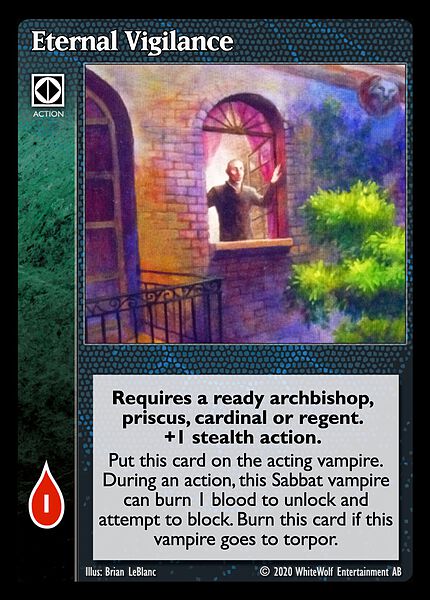 Eternal Vigilance
ACTION
Requires a ready archbishop,
priscus, cardinal or regent.
+1 stealth action.
Put this card on the acting vampire.
During an action, this Sabbat vampire
can burn 1 blood to unlock and
attempt to block. Burn this card if this
vampire goes to torpor.
1
Illus: Brian LeBlanc © 2020 WhiteWolf Entertainment AB